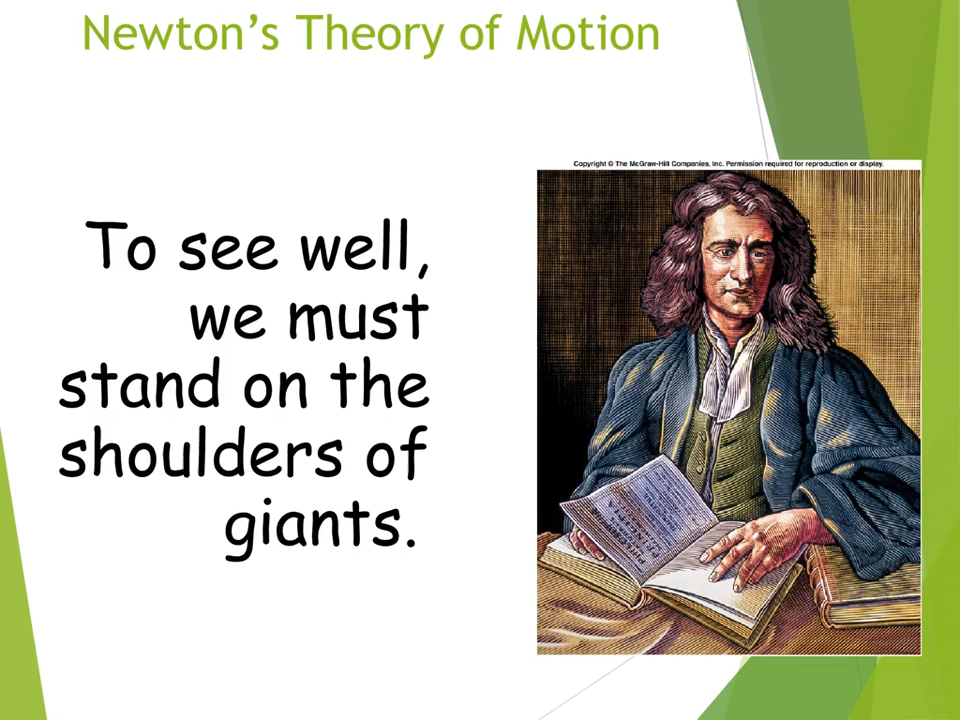 Newton's Theory of Motion
Copyright © The McGraw-Hill Companies, Inc. Permission required for reproduction or display.
To see well,
we must
stand on the
shoulders of
giants.